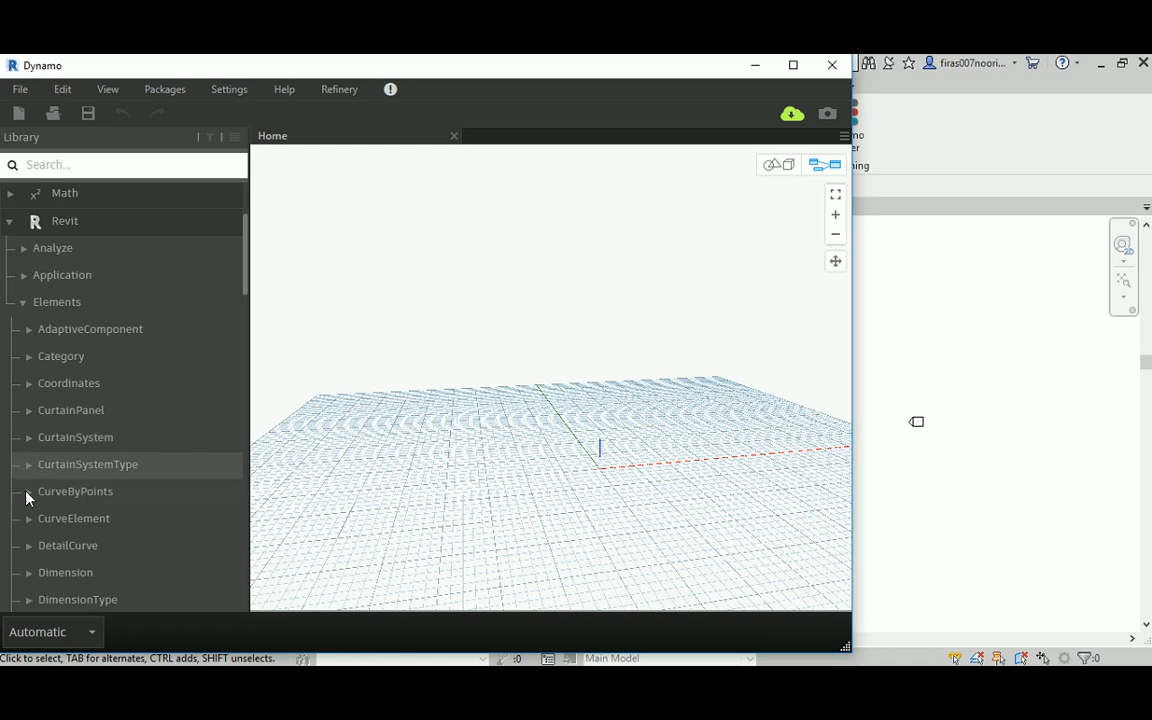 Dynamo
firas007noori...
File Edit View Packages Settings Help Refinery
Library
Home
Search...
Math
Revit
Analyze
Application
Elements
AdaptiveComponent
Category
Coordinates
CurtainPanel
CurtainSystem
CurtainSystemType
CurveByPoints
CurveElement
DetailCurve
Dimension
DimensionType
Automatic
Click to select, TAB for alternates, CTRL adds, SHIFT unselects.
:0
Main Model
:0
2D